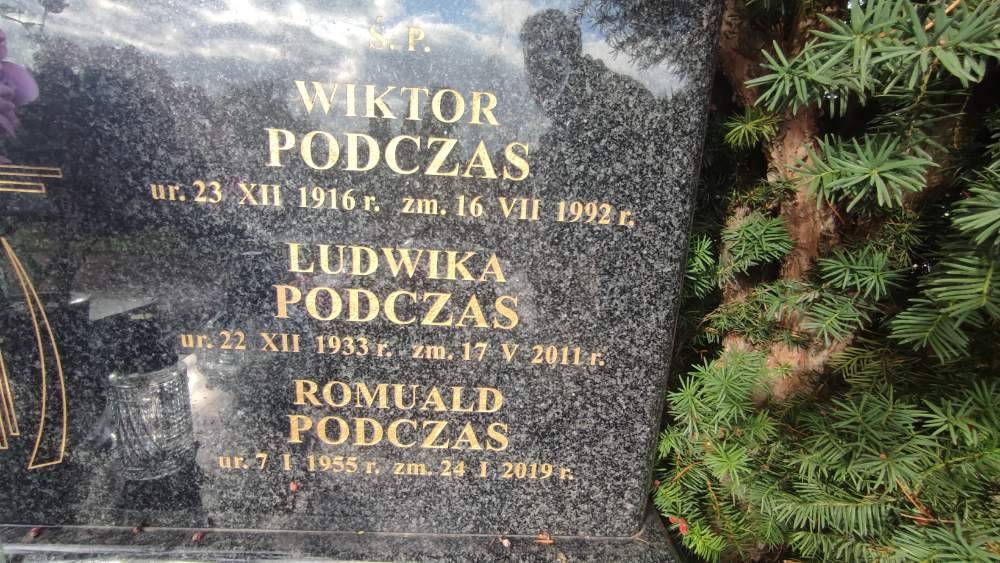 Ś. P.
WIKTOR
PODCZAS
ur. 23 XII 1916 r. zm. 16 VII 1992 r.
LUDWIKA
PODCZAS
ur. 22 XII 1933 r. zm. 17 V 2011 r.
ROMUALD
PODCZAS
ur. 7 I 1955 r. zm. 24 I 2019 r.